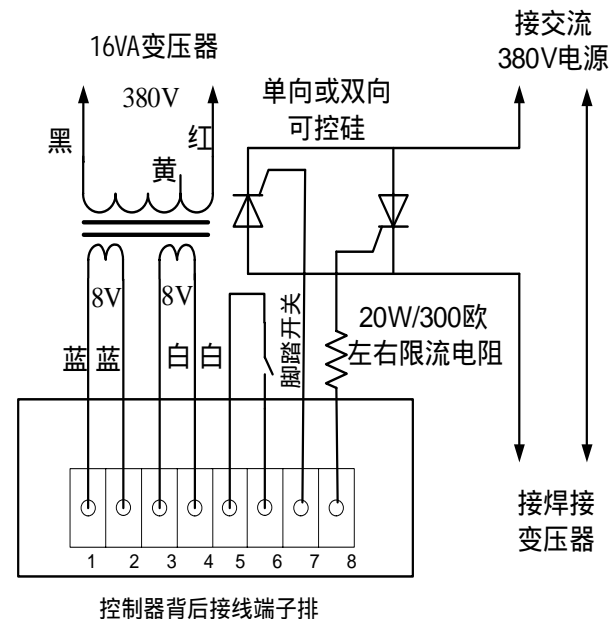 接交流
380V电源
16VA变压器
380V
单向或双向
可控硅
黑
红
黄
8V
8V
蓝
蓝
白
白
脚踏开关
20W/300欧
左右限流电阻
1 2 3 4 5 6 7 8
接焊接
变压器
控制器背后接线端子排